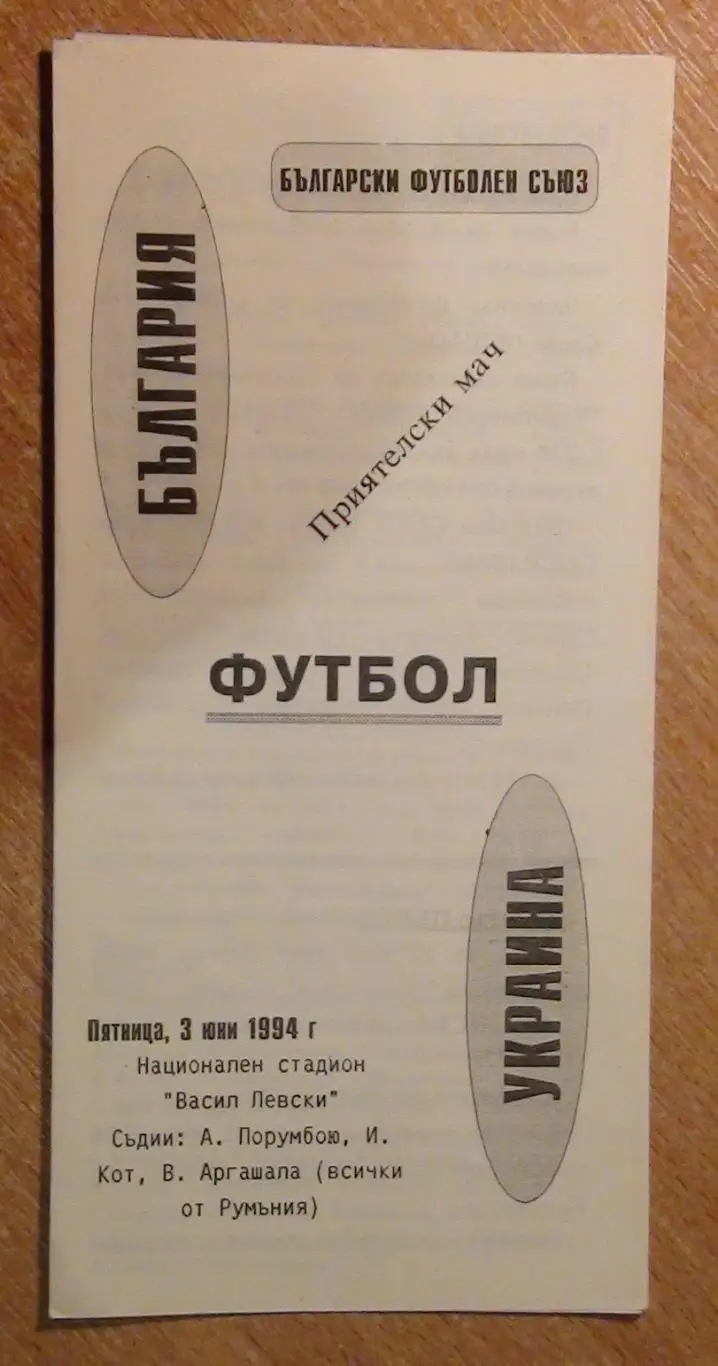 БЪЛГАРСКИ ФУТБОЛЕН СЪЮЗ
БЪЛГАРИЯ
Приятелски мач
ФУТБОЛ
УКРАИНА
Пятница, 3 юни 1994 г
Национален стадион
"Васил Левски"
Съдии: А. Порумбою, И.
Кот, В. Аргашала (всички
от Румъния)